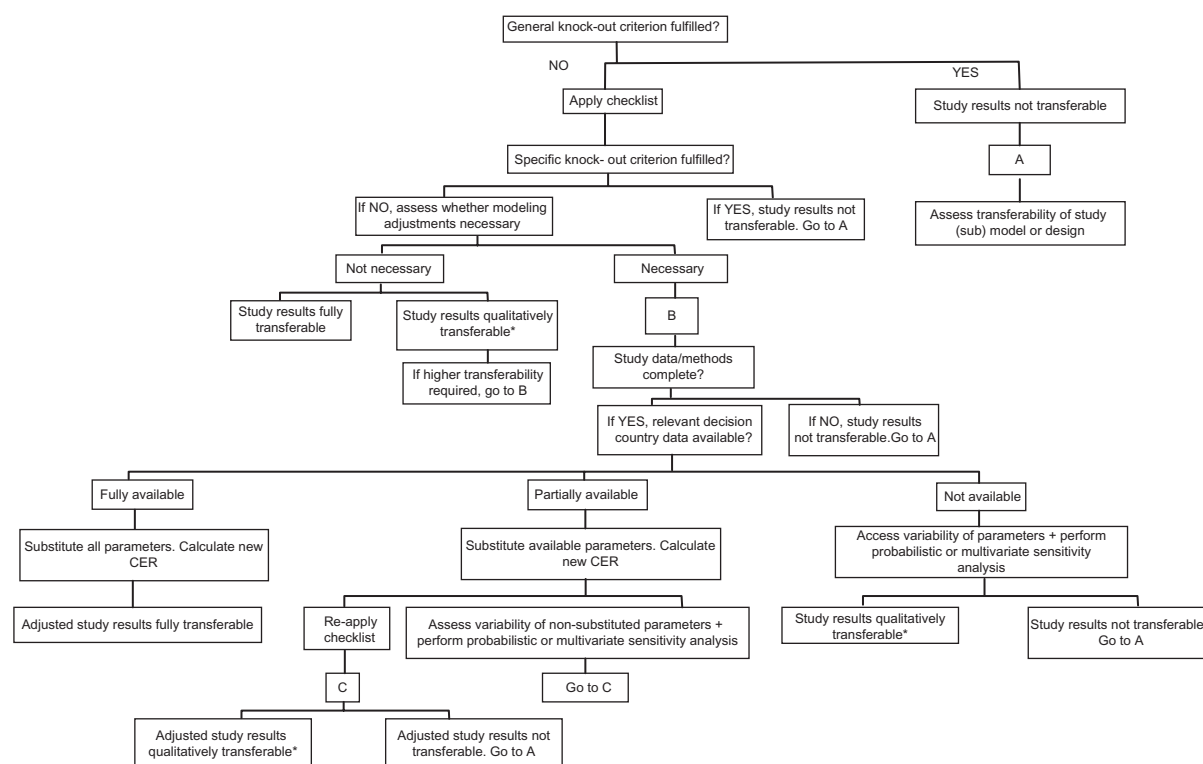 General knock-out criterion fulfilled?
NO
YES
Apply checklist
Study results not transferable
Specific knock- out criterion fulfilled?
A
If NO, assess whether modeling
adjustments necessary
If YES, study results not
transferable. Go to A
Assess transferability of study
(sub) model or design
Not necessary
Necessary
Study results fully
transferable
Study results qualitatively
transferable*
B
If higher transferability
required, go to B
Study data/methods
complete?
If YES, relevant decision
country data available?
If NO, study results
not transferable.Go to A
Fully available
Partially available
Not available
Substitute all parameters. Calculate new
CER
Substitute available parameters. Calculate
new CER
Access variability of parameters + perform
probabilistic or multivariate sensitivity
analysis
Adjusted study results fully transferable
Re-apply
checklist
Assess variability of non-substituted parameters +
perform probabilistic or multivariate sensitivity analysis
Study results qualitatively
transferable*
Study results not transferable.
Go to A
C
Go to C
Adjusted study results
qualitatively transferable*
Adjusted study results not
transferable. Go to A